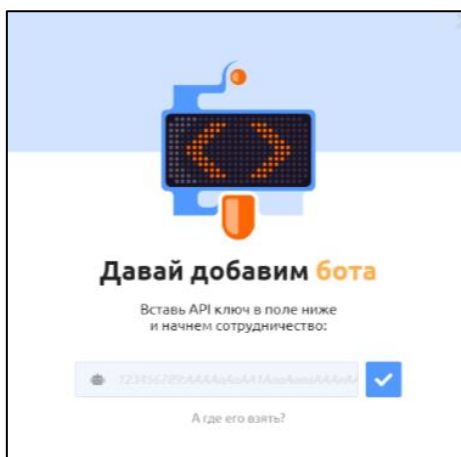 Давай добавим бота
Вставь API ключ в поле ниже
и начнем сотрудничество:
А где его взять?